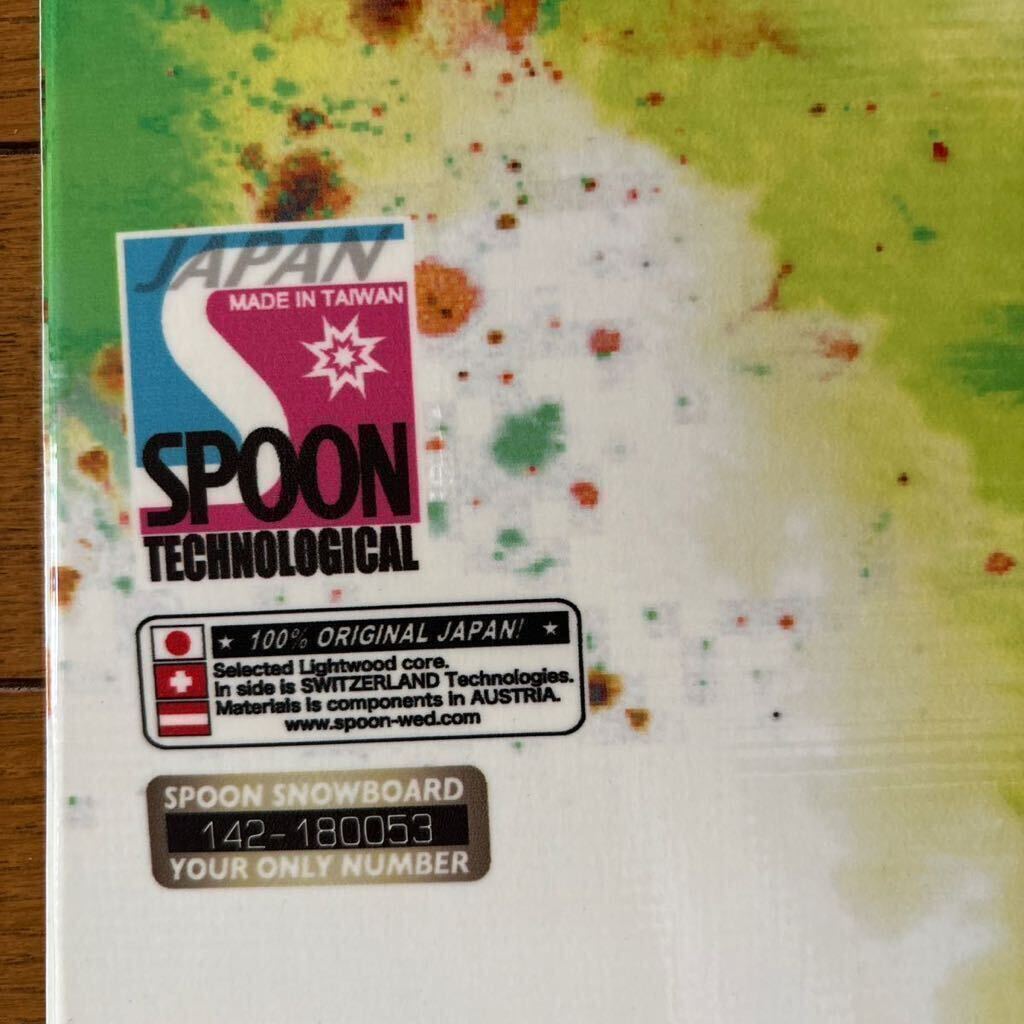 JAPAN
MADE IN TAIWAN
SPOON
TECHNOLOGICAL
★ 100% ORIGINAL JAPAN! ★
Selected Lightwood core.
In side is SWITZERLAND Technologies.
Materials is components in AUSTRIA.
www.spoon-wed.com
SPOON SNOWBOARD
142-180053
YOUR ONLY NUMBER